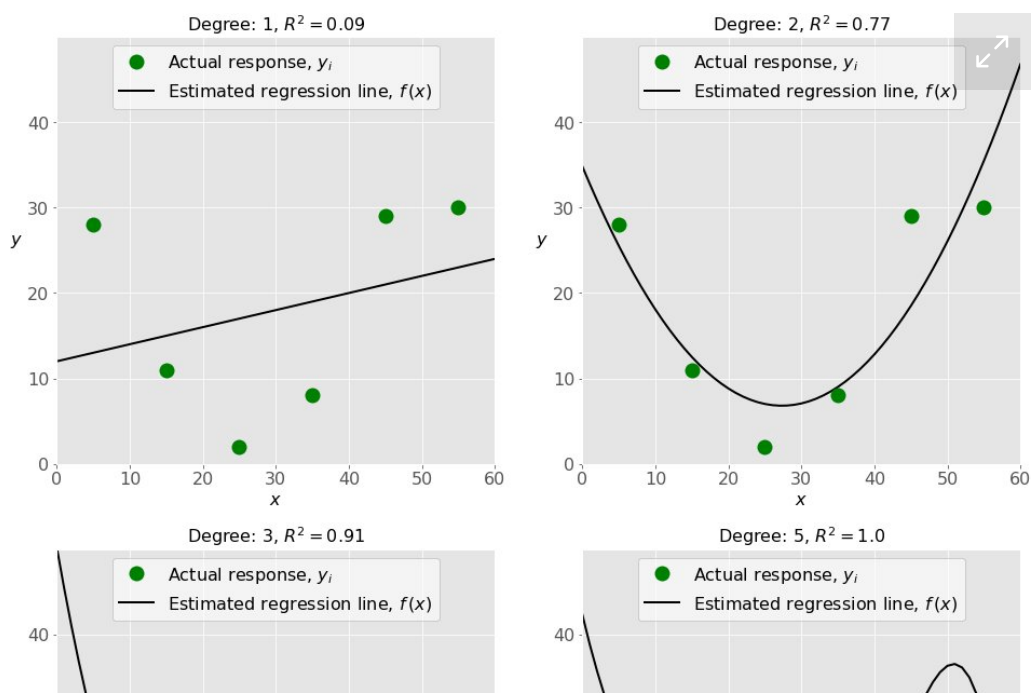 Degree: 1, R² = 0.09
Actual response, yᵢ
Estimated regression line, f(x)
40
30
20
10
0
y
0 10 20 30 40 50 60
x
Degree: 2, R² = 0.77
Actual response, yᵢ
Estimated regression line, f(x)
40
30
20
10
0
y
0 10 20 30 40 50 60
x
Degree: 3, R² = 0.91
Actual response, yᵢ
Estimated regression line, f(x)
40
Degree: 5, R² = 1.0
Actual response, yᵢ
Estimated regression line, f(x)
40